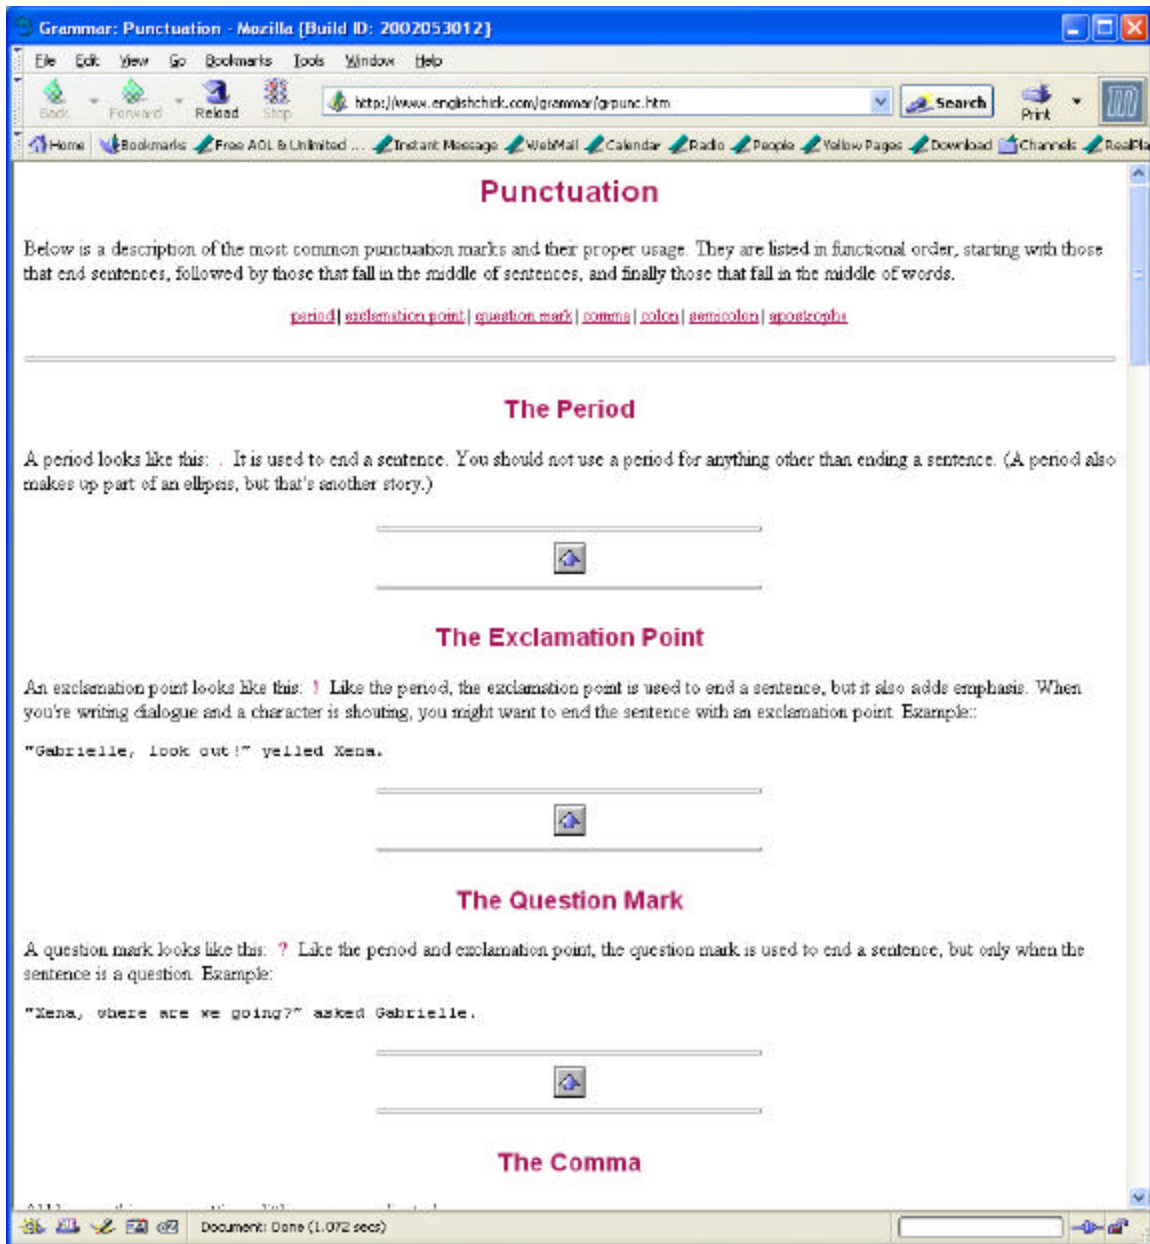 Grammar: Punctuation - Mozilla {Build ID: 2002053012}
File Edit View Go Bookmarks Tools Window Help
Back Forward Reload Stop http://www.englishchick.com/grammar/grpunc.htm Search Print
Home Bookmarks Free AOL & Unlimited ... Instant Message WebMail Calendar Radio People Yellow Pages Download Channels RealPla
Punctuation
Below is a description of the most common punctuation marks and their proper usage. They are listed in functional order, starting with those
that end sentences, followed by those that fall in the middle of sentences, and finally those that fall in the middle of words.
period | exclamation point | question mark | comma | colon | semicolon | apostrophe
The Period
A period looks like this: . It is used to end a sentence. You should not use a period for anything other than ending a sentence. (A period also
makes up part of an ellipsis, but that's another story.)
The Exclamation Point
An exclamation point looks like this: ! Like the period, the exclamation point is used to end a sentence, but it also adds emphasis. When
you're writing dialogue and a character is shouting, you might want to end the sentence with an exclamation point. Example::
"Gabrielle, look out!" yelled Xena.
The Question Mark
A question mark looks like this: ? Like the period and exclamation point, the question mark is used to end a sentence, but only when the
sentence is a question. Example:
"Xena, where are we going?" asked Gabrielle.
The Comma
Document: Done (1.072 secs)